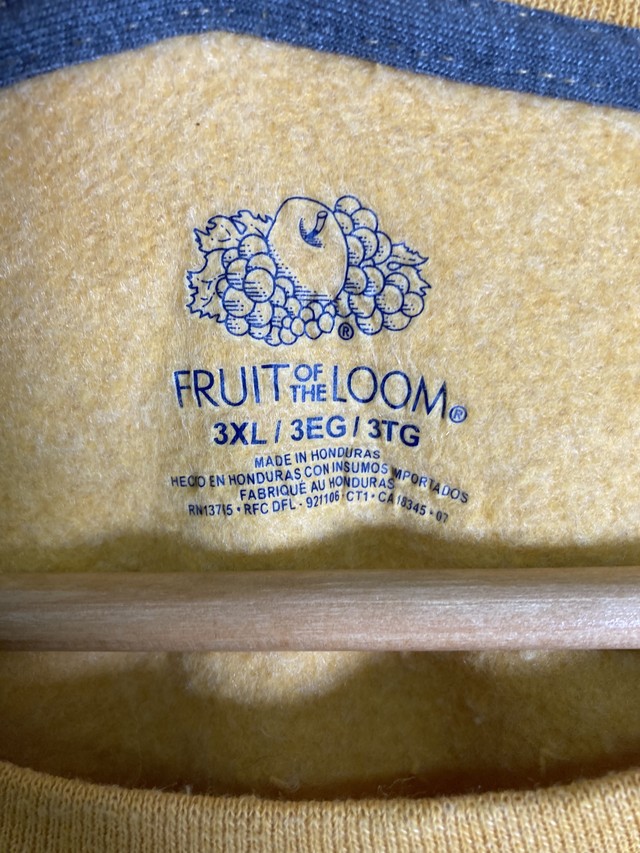 ®
FRUIT OF THE LOOM®
3XL / 3EG / 3TG
MADE IN HONDURAS
HECHO EN HONDURAS CON INSUMOS IMPORTADOS
FABRIQUÉ AU HONDURAS
RN13715 • RFC DFL - 921106 - CT1 • CA 18345 • 07